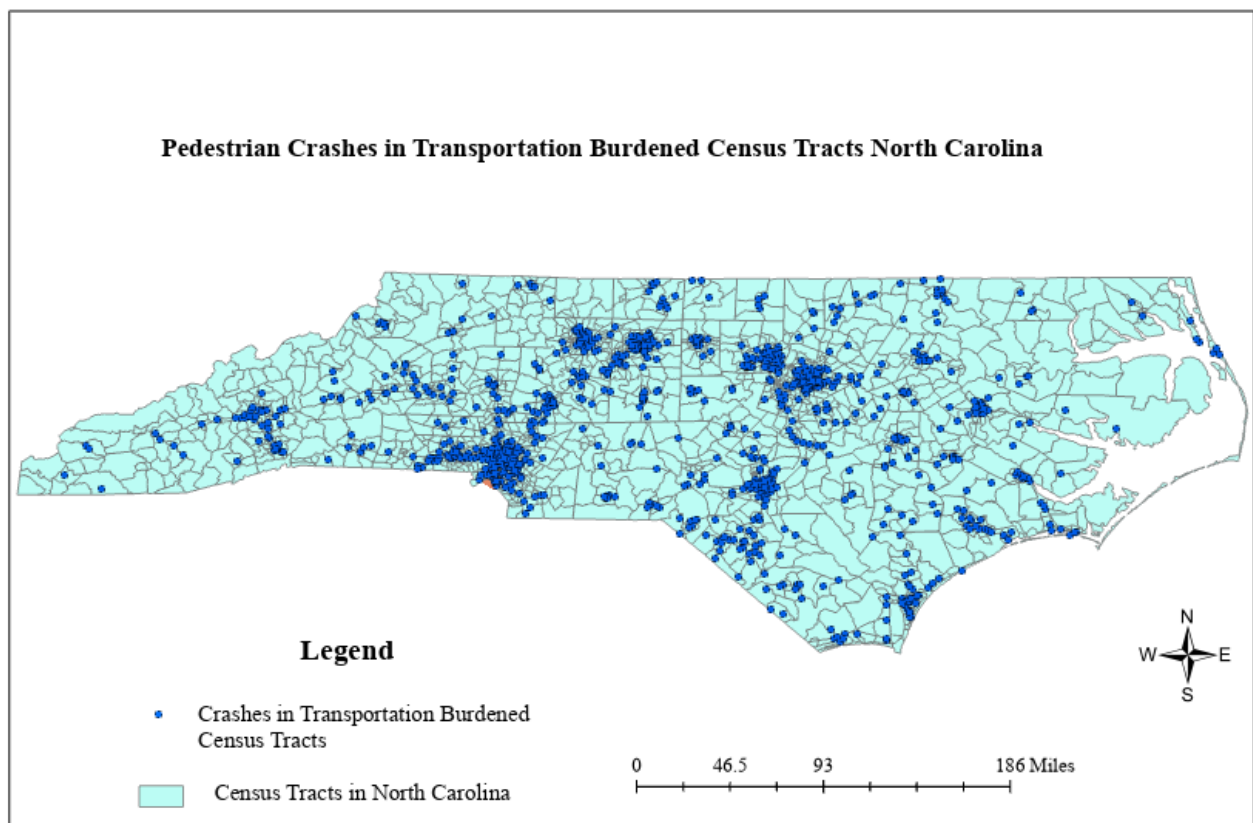 Pedestrian Crashes in Transportation Burdened Census Tracts North Carolina
N
W E
S
Legend
Crashes in Transportation Burdened
Census Tracts
Census Tracts in North Carolina
0 46.5 93 186 Miles